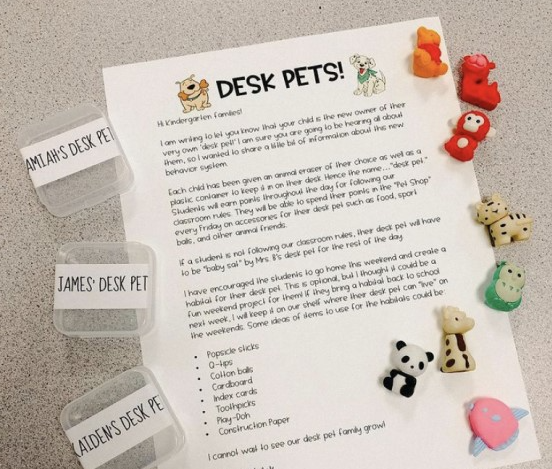 DESK PETS!
Hi Kindergarten Families!
I am writing to let you know that your child is the new owner of their
very own "desk pet!" I am sure you are going to be hearing all about
them, so I wanted to share a little bit of information about this new
behavior system.
Each child has been given an animal eraser of their choice as well as a
plastic container to keep it in on their desk. Hence the name... "desk pet."
Students will earn points throughout the day for following our
classroom rules. They will be able to spend their points in the "Pet Shop"
every Friday on accessories for their desk pet such as food, sport
balls, and other animal friends.
If a student is not following our classroom rules, their desk pet will have
to be "baby sat" by Mrs. B's desk pet for the rest of the day.
I have encouraged the students to go home this weekend and create a
habitat for their desk pet. This is optional, but I thought it could be a
fun weekend project for them! If they bring a habitat back to school
next week, I will keep it on our shelf where their desk pet can "live" on
the weekends. Some ideas of items to use for the habitats could be:
• Popsicle sticks
• Q-tips
• Cotton balls
• Cardboard
• Index cards
• Toothpicks
• Play-Doh
• Construction Paper
I cannot wait to see our desk pet family grow!
AMIAH'S DESK PET
JAMES' DESK PET
KAIDEN'S DESK PE